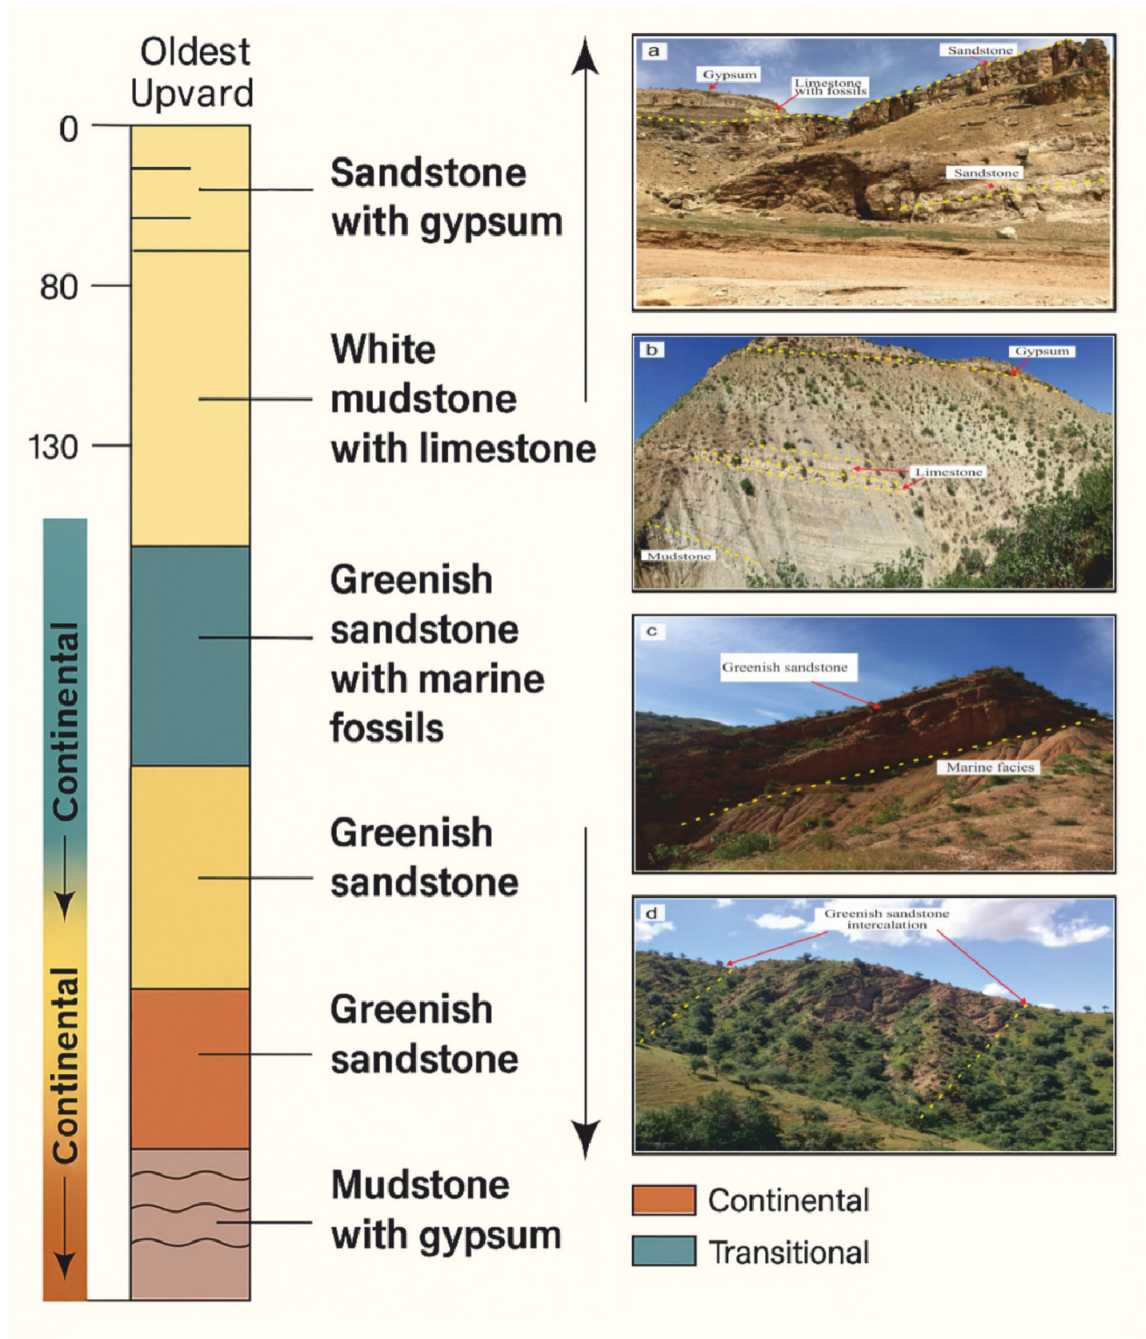 Oldest
Upvard
0
80
130
Sandstone
with gypsum
White
mudstone
with limestone
Greenish
sandstone
with marine
fossils
Greenish
sandstone
Greenish
sandstone
Mudstone
with gypsum
Continental
Continental
a
Gypsum
Limestone
with fossils
Sandstone
Sandstone
b
Gypsum
Limestone
Mudstone
c
Greenish sandstone
Marine facies
d
Greenish sandstone
intercalation
Continental
Transitional